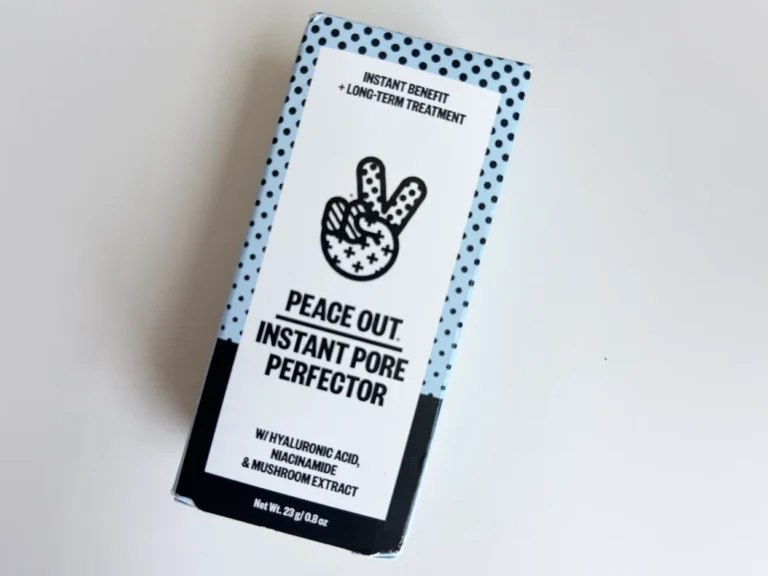 INSTANT BENEFIT
+ LONG-TERM TREATMENT
PEACE OUT.
INSTANT PORE
PERFECTOR
W/ HYALURONIC ACID,
NIACINAMIDE
& MUSHROOM EXTRACT
Net Wt. 23 g/ 0.8 oz